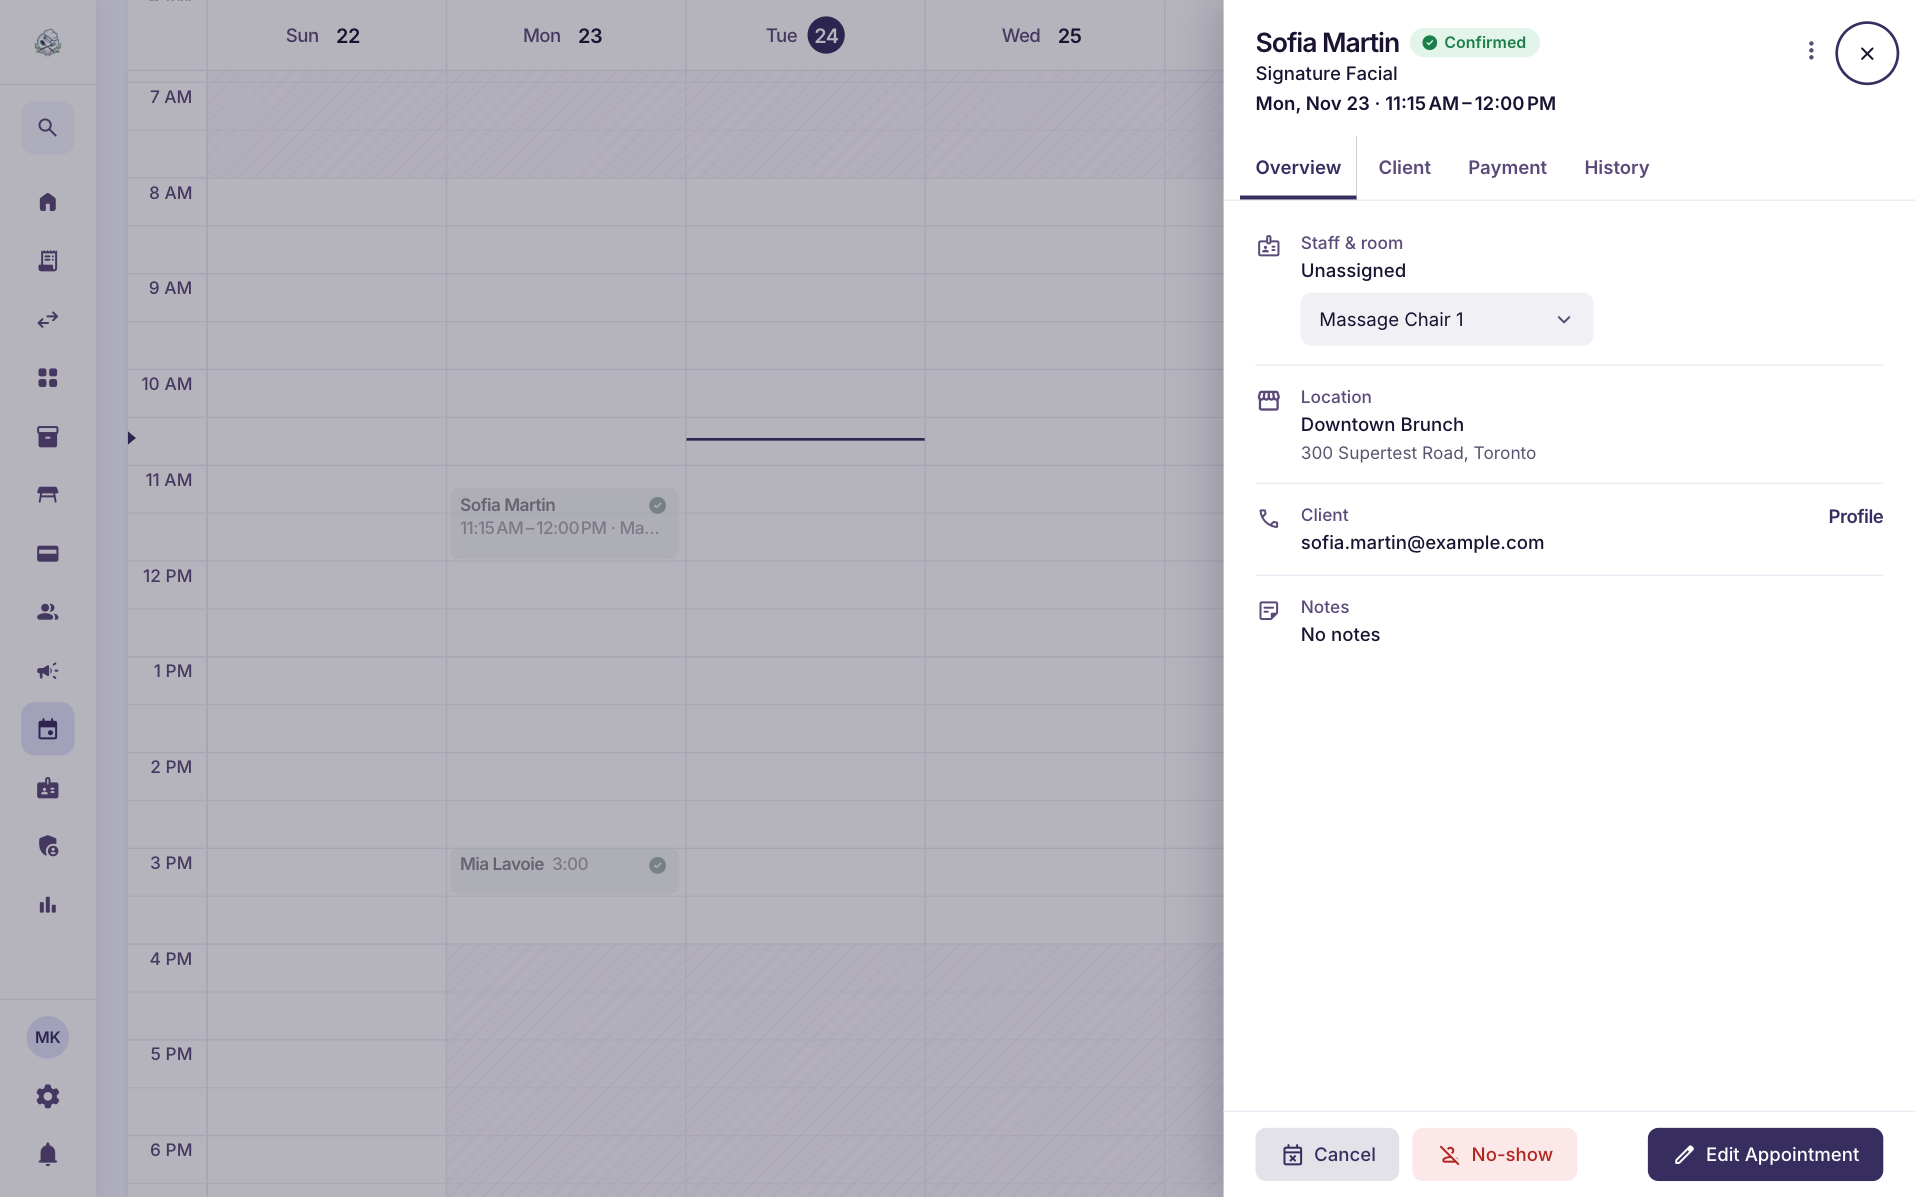 Sun 22
Mon 23
Tue 24
Wed 25
7 AM
8 AM
9 AM
10 AM
11 AM
12 PM
1 PM
2 PM
3 PM
4 PM
5 PM
6 PM
Sofia Martin
11:15 AM – 12:00 PM · Ma...
Mia Lavoie 3:00
MK
Sofia Martin Confirmed
Signature Facial
Mon, Nov 23 · 11:15 AM – 12:00 PM
Overview Client Payment History
Staff & room
Unassigned
Massage Chair 1
Location
Downtown Brunch
300 Supertest Road, Toronto
Client Profile
sofia.martin@example.com
Notes
No notes
Cancel No-show Edit Appointment